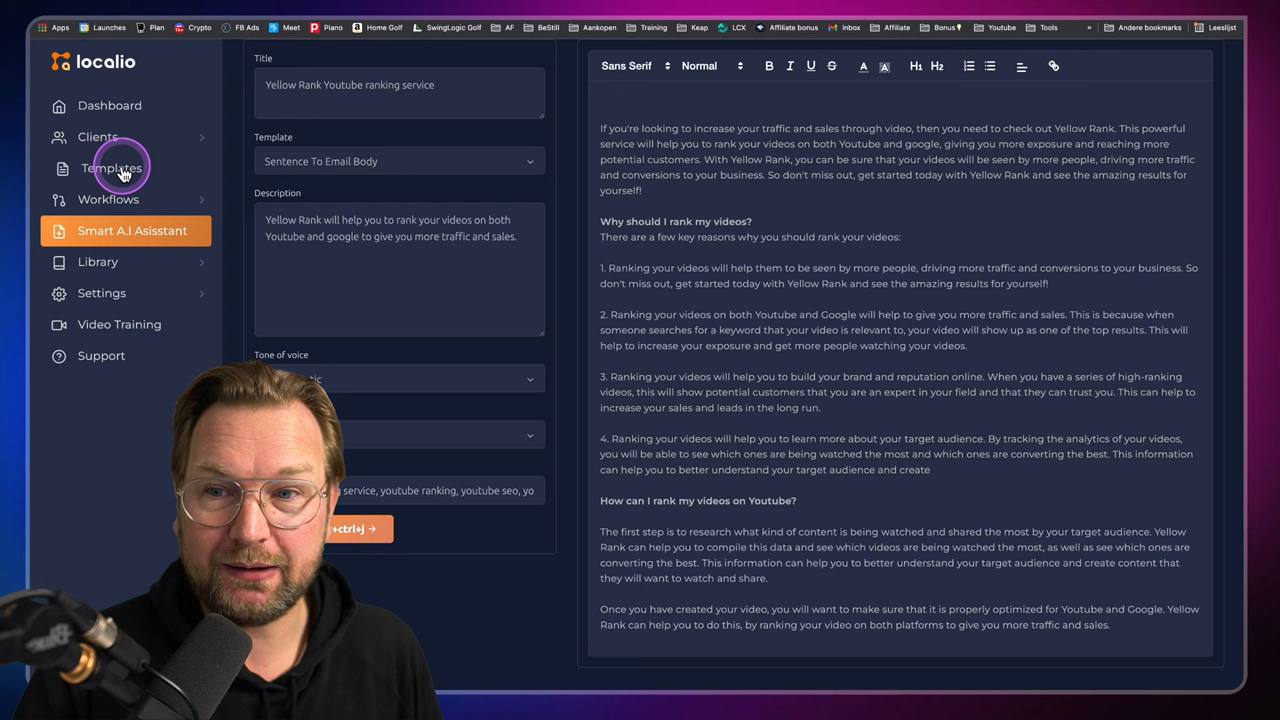 Apps Launches Plan Crypto FB Ads Meet Piano Home Golf SwingLogic Golf AF BeStill Aankopen Training Keap LCX Affiliate bonus Inbox Affiliate Bonus Youtube Tools » Andere bookmarks Leeslijst
localio
Dashboard
Clients
Templates
Workflows
Smart A.I Asisstant
Library
Settings
Video Training
Support
Title
Yellow Rank Youtube ranking service
Template
Sentence To Email Body
Description
Yellow Rank will help you to rank your videos on both
Youtube and google to give you more traffic and sales.
Tone of voice
service, youtube ranking, youtube seo, yo
+ctrl+j →
Sans Serif Normal B I U S A A H1 H2
If you're looking to increase your traffic and sales through video, then you need to check out Yellow Rank. This powerful
service will help you to rank your videos on both Youtube and google, giving you more exposure and reaching more
potential customers. With Yellow Rank, you can be sure that your videos will be seen by more people, driving more traffic
and conversions to your business. So don't miss out, get started today with Yellow Rank and see the amazing results for
yourself!
Why should I rank my videos?
There are a few key reasons why you should rank your videos:
1. Ranking your videos will help them to be seen by more people, driving more traffic and conversions to your business. So
don't miss out, get started today with Yellow Rank and see the amazing results for yourself!
2. Ranking your videos on both Youtube and Google will help to give you more traffic and sales. This is because when
someone searches for a keyword that your video is relevant to, your video will show up as one of the top results. This will
help to increase your exposure and get more people watching your videos.
3. Ranking your videos will help you to build your brand and reputation online. When you have a series of high-ranking
videos, this will show potential customers that you are an expert in your field and that they can trust you. This can help to
increase your sales and leads in the long run.
4. Ranking your videos will help you to learn more about your target audience. By tracking the analytics of your videos,
you will be able to see which ones are being watched the most and which ones are converting the best. This information
can help you to better understand your target audience and create
How can I rank my videos on Youtube?
The first step is to research what kind of content is being watched and shared the most by your target audience. Yellow
Rank can help you to compile this data and see which videos are being watched the most, as well as see which ones are
converting the best. This information can help you to better understand your target audience and create content that
they will want to watch and share.
Once you have created your video, you will want to make sure that it is properly optimized for Youtube and Google. Yellow
Rank can help you to do this, by ranking your video on both platforms to give you more traffic and sales.